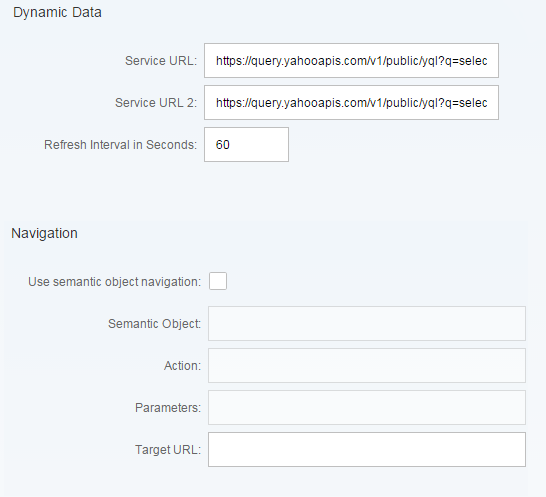 Dynamic Data
Service URL: https://query.yahooapis.com/v1/public/yql?q=selec
Service URL 2: https://query.yahooapis.com/v1/public/yql?q=selec
Refresh Interval in Seconds: 60
Navigation
Use semantic object navigation:
Semantic Object:
Action:
Parameters:
Target URL: